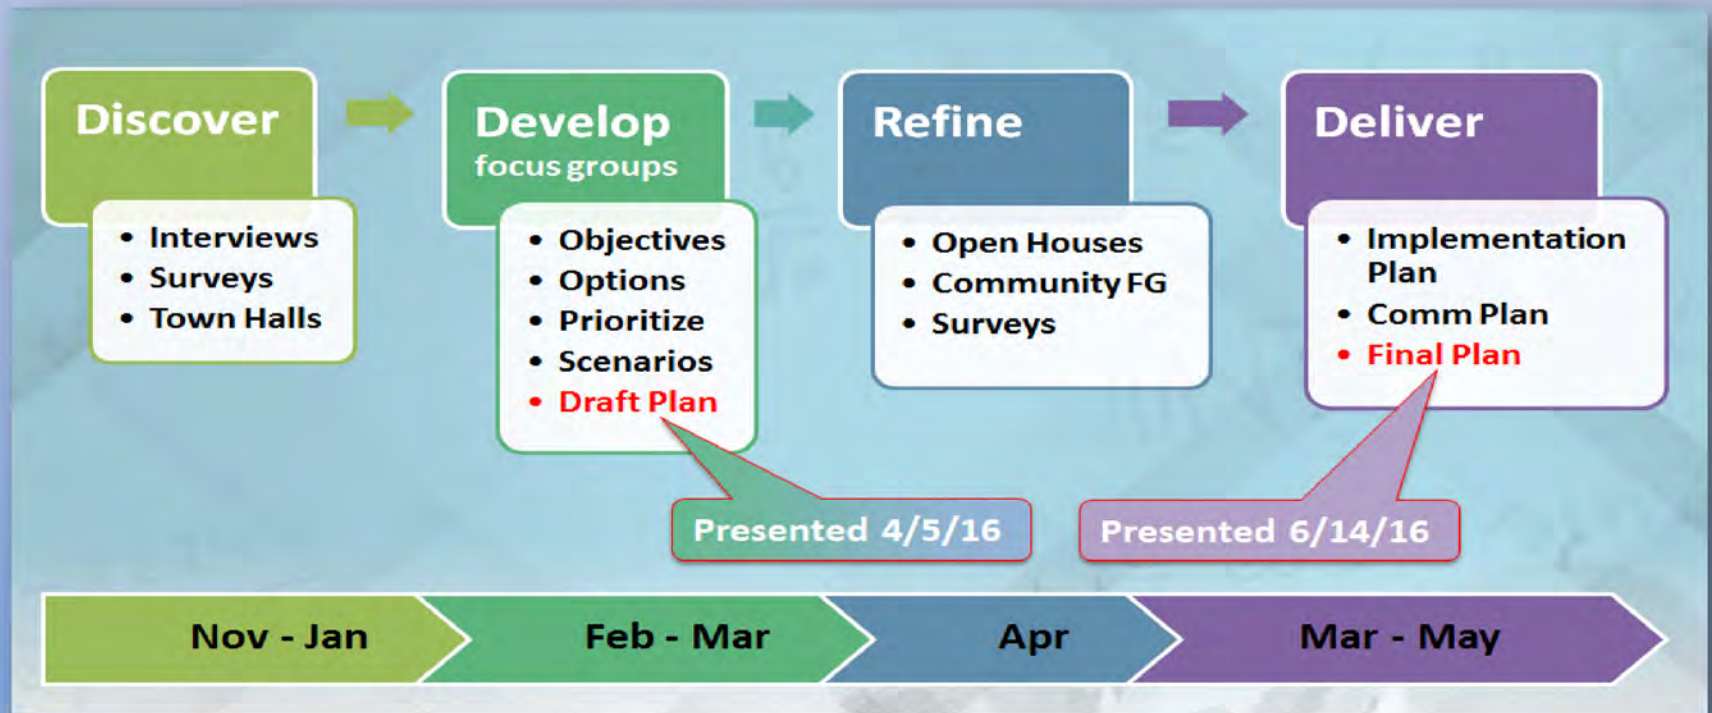 Discover
• Interviews
• Surveys
• Town Halls
Develop
focus groups
• Objectives
• Options
• Prioritize
• Scenarios
• Draft Plan
Refine
• Open Houses
• Community FG
• Surveys
Deliver
• Implementation
Plan
• Comm Plan
• Final Plan
Presented 4/5/16
Presented 6/14/16
Nov - Jan
Feb - Mar
Apr
Mar - May